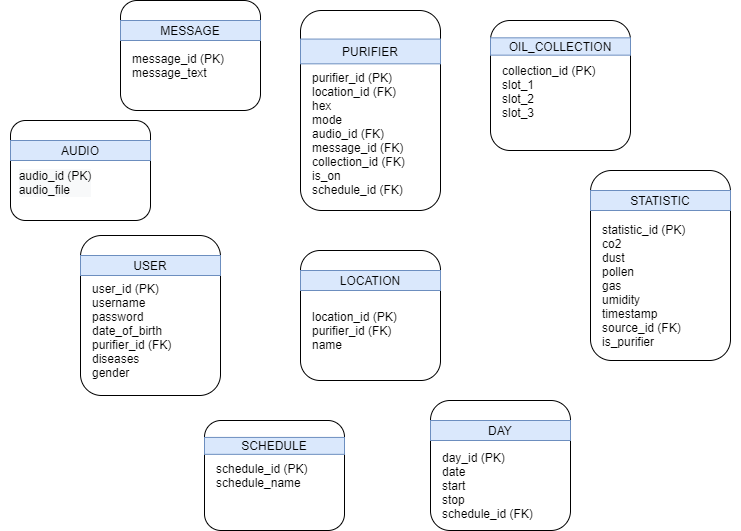 MESSAGE
message_id (PK)
message_text
PURIFIER
purifier_id (PK)
location_id (FK)
hex
mode
audio_id (FK)
message_id (FK)
collection_id (FK)
is_on
schedule_id (FK)
OIL_COLLECTION
collection_id (PK)
slot_1
slot_2
slot_3
AUDIO
audio_id (PK)
audio_file
STATISTIC
statistic_id (PK)
co2
dust
pollen
gas
umidity
timestamp
source_id (FK)
is_purifier
USER
user_id (PK)
username
password
date_of_birth
purifier_id (FK)
diseases
gender
LOCATION
location_id (PK)
purifier_id (FK)
name
SCHEDULE
schedule_id (PK)
schedule_name
DAY
day_id (PK)
date
start
stop
schedule_id (FK)